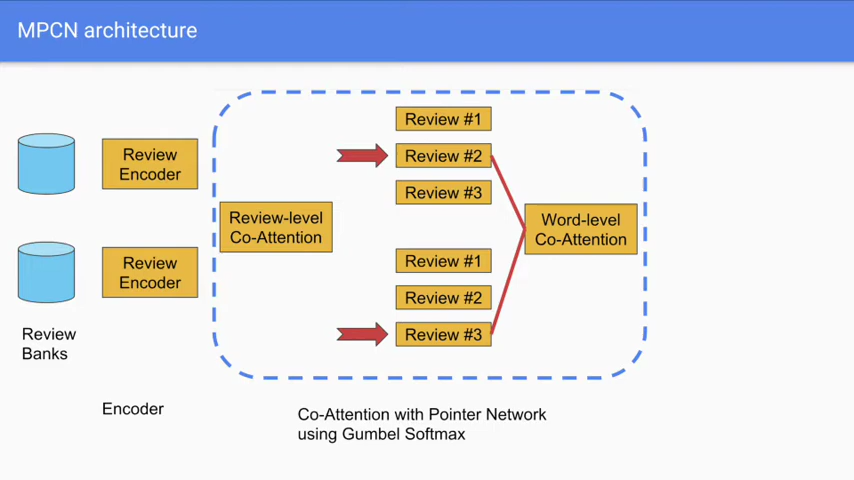 MPCN architecture
Review
Encoder
Review
Encoder
Review
Banks
Encoder
Review-level
Co-Attention
Review #1
Review #2
Review #3
Review #1
Review #2
Review #3
Word-level
Co-Attention
Co-Attention with Pointer Network
using Gumbel Softmax